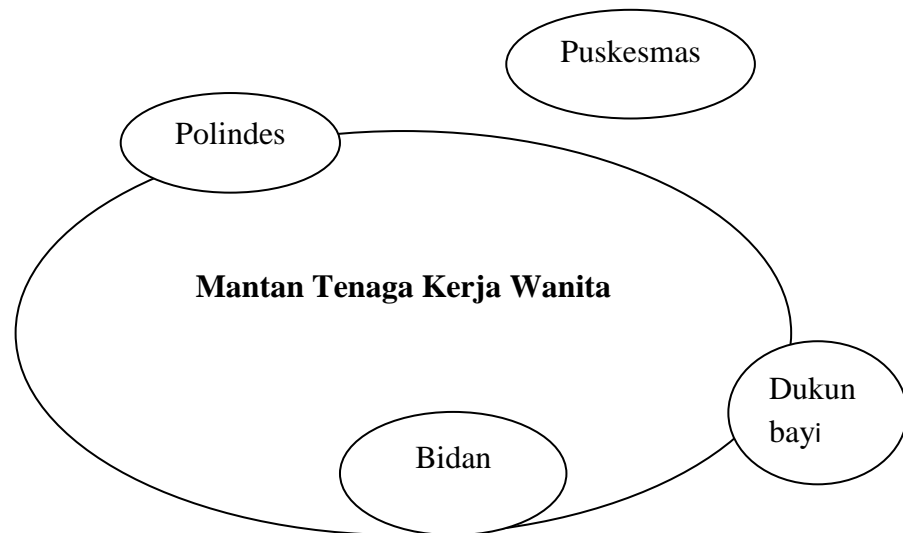 Puskesmas
Polindes
Mantan Tenaga Kerja Wanita
Dukun
bayi
Bidan